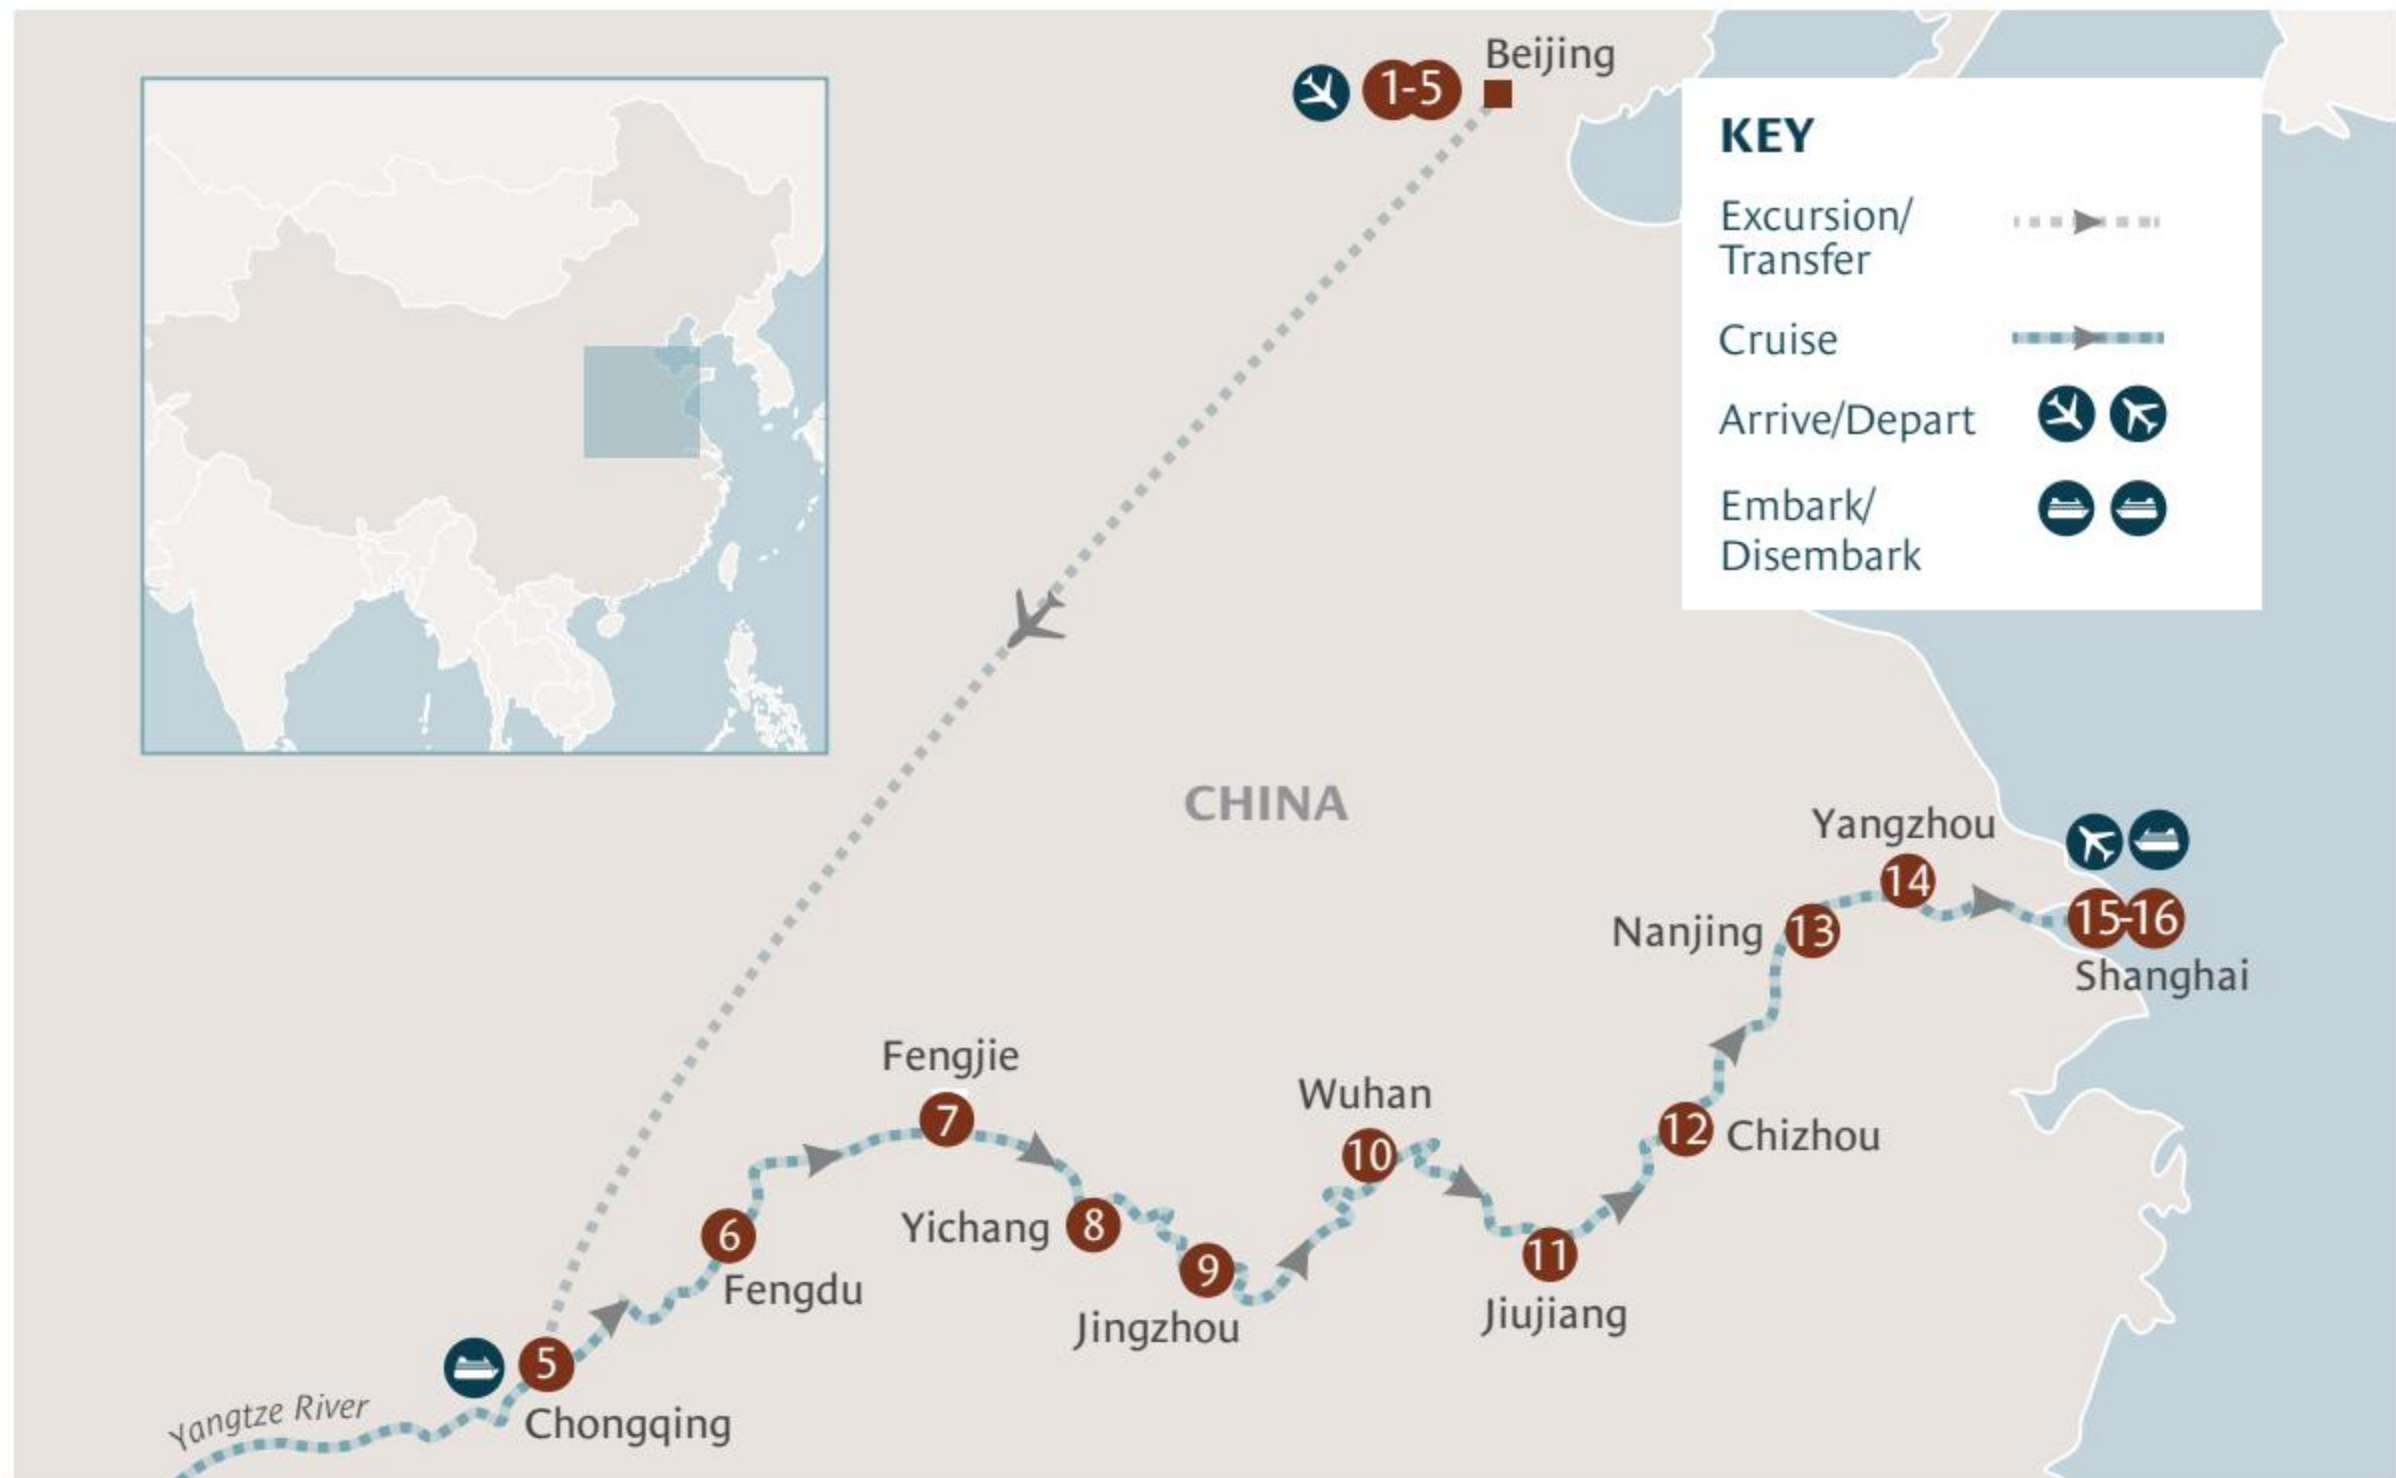 Beijing
1-5
KEY
Excursion/
Transfer
Cruise
Arrive/Depart
Embark/
Disembark
CHINA
Yangzhou
14
Nanjing
13
15-16
Shanghai
Fengjie
7
Wuhan
10
12
Chizhou
6
Fengdu
Yichang
8
9
Jingzhou
11
Jiujiang
5
Chongqing
Yangtze River